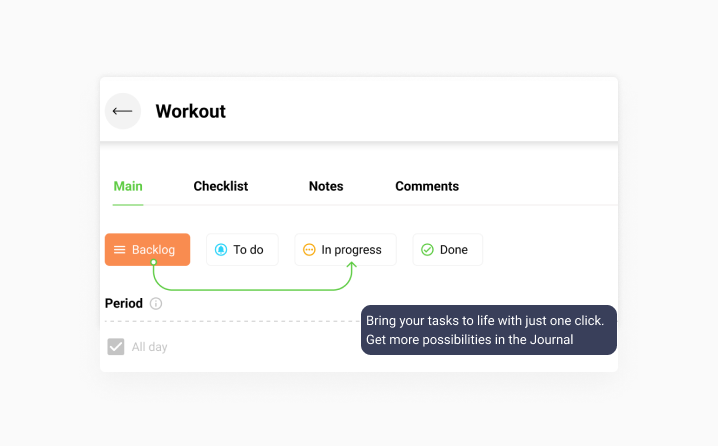 Workout
Main Checklist Notes Comments
Backlog To do In progress Done
Period
Bring your tasks to life with just one click.
Get more possibilities in the Journal
All day